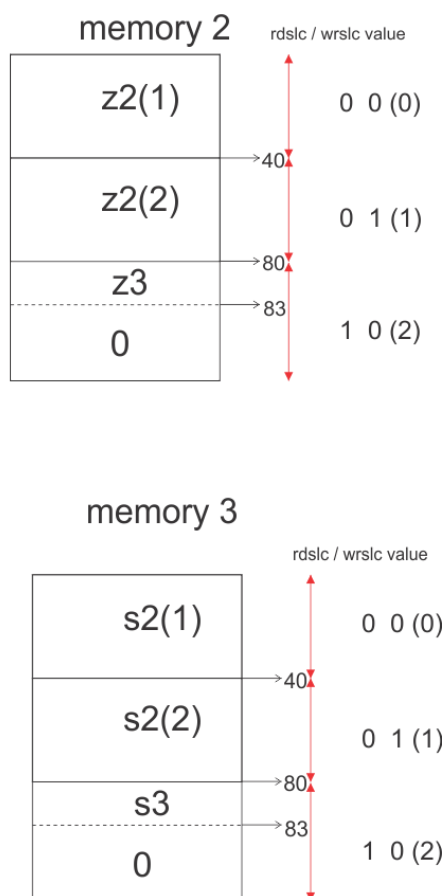 memory 2 rdslc / wrslc value
z2(1) 0 0 (0)
40
z2(2) 0 1 (1)
80
z3
83
0 1 0 (2)
memory 3
rdslc / wrslc value
s2(1) 0 0 (0)
40
s2(2) 0 1 (1)
80
s3
83
0 1 0 (2)